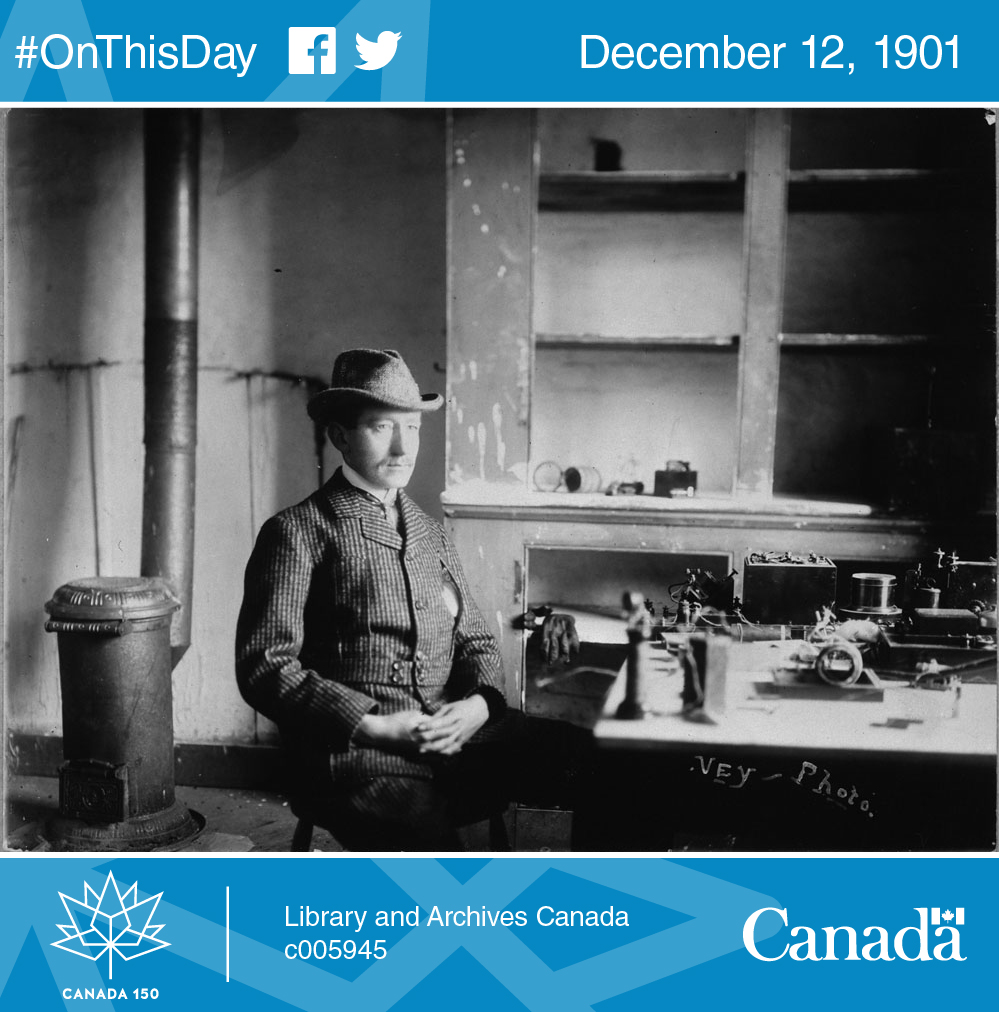 #OnThisDay
December 12, 1901
VEY - Photo.
Library and Archives Canada
c005945
CANADA 150
Canada